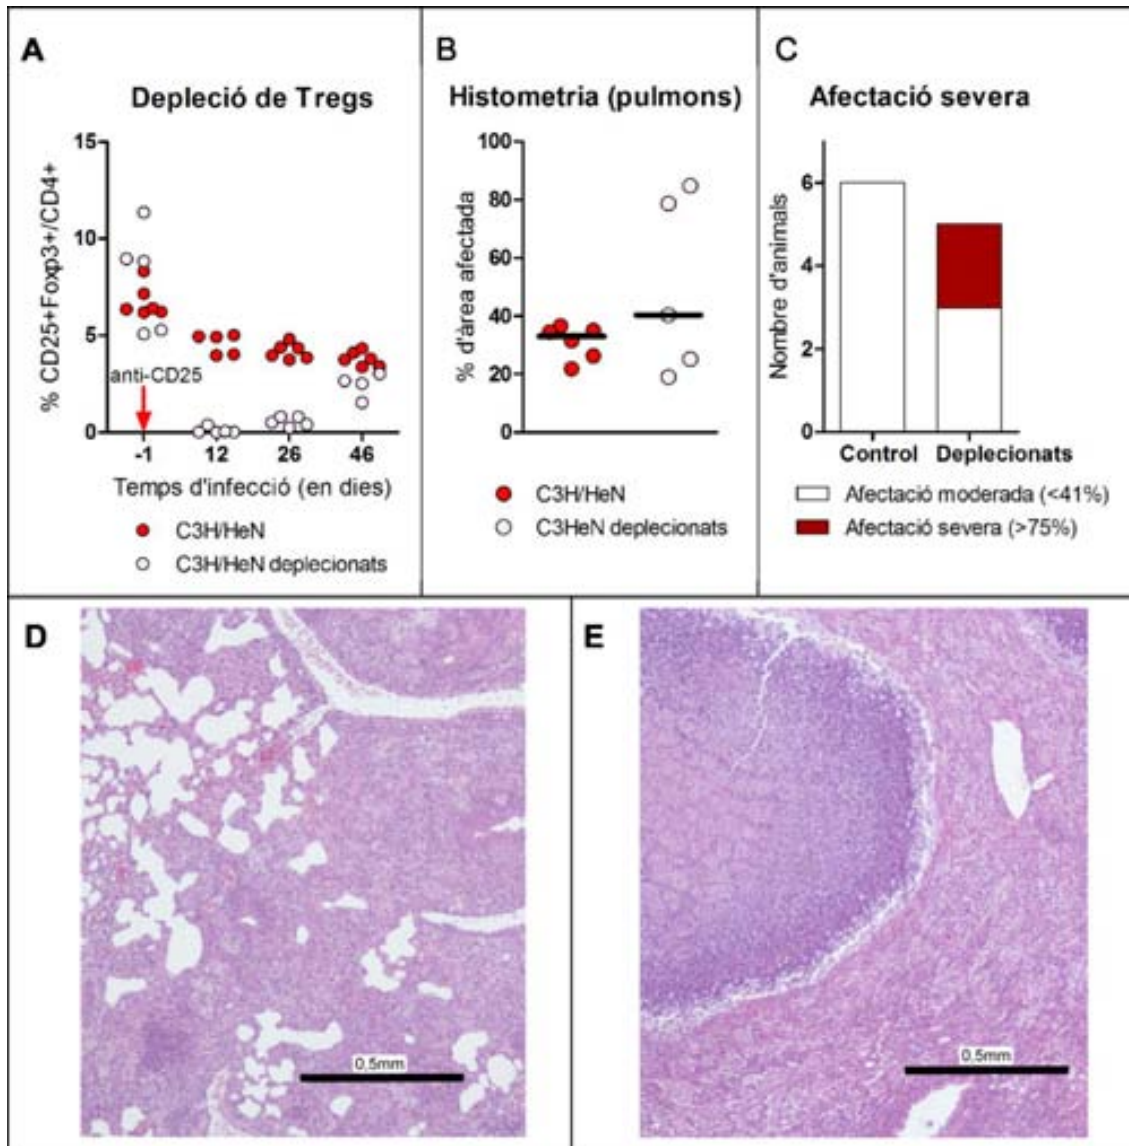 A
Depleció de Tregs
% CD25+Foxp3+/CD4+
15
10
5
0
anti-CD25
-1 12 26 46
Temps d'infecció (en dies)
C3H/HeN
C3H/HeN deplecionats
B
Histometria (pulmons)
% d'àrea afectada
100
80
60
40
20
0
C3H/HeN
C3HeN deplecionats
C
Afectació severa
Nombre d'animals
6
4
2
0
Control Deplecionats
Afectació moderada (<41%)
Afectació severa (>75%)
D
0,5mm
E
0,5mm